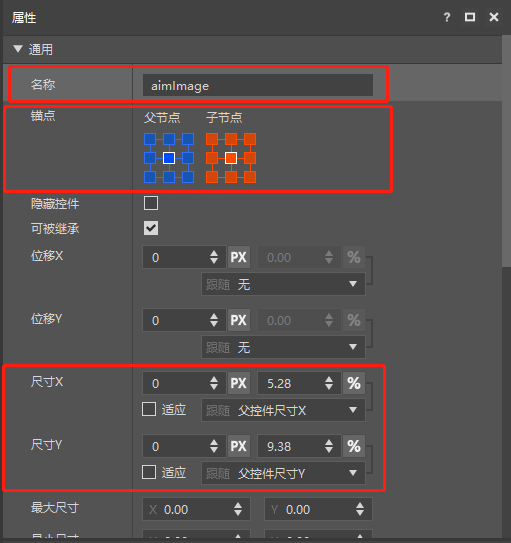 属性 ?
通用
名称 aimImage
锚点 父节点 子节点
隐藏控件
可被继承
位移X 0 PX 0.00 %
跟随 无
位移Y 0 PX 0.00 %
跟随 无
尺寸X 0 PX 5.28 %
适应 跟随 父控件尺寸X
尺寸Y 0 PX 9.38 %
适应 跟随 父控件尺寸Y
最大尺寸 X 0.00 Y 0.00